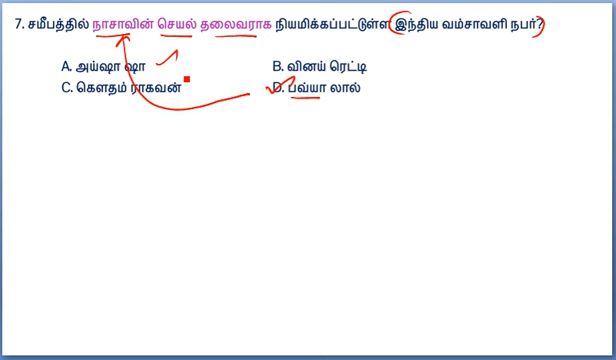 7. சமீபத்தில் நாசாவின் செயல் தலைவராக நியமிக்கப்பட்டுள்ள இந்திய வம்சாவளி நபர்?
A. அய்ஷா ஷா B. வினய் ரெட்டி
C. கௌதம் ராகவன் D. பவ்யா லால்